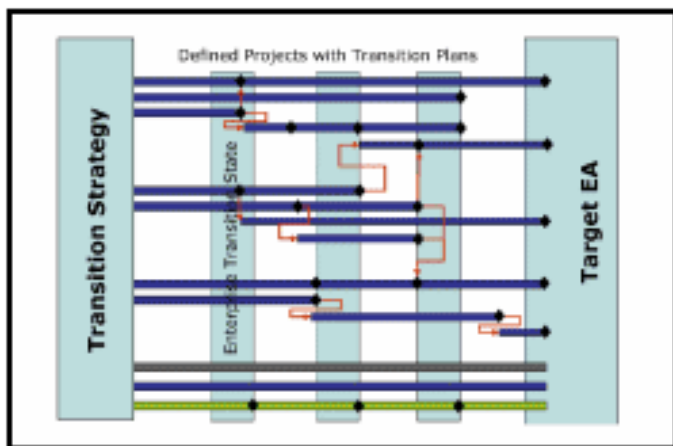 Defined Projects with Transition Plans
Transition Strategy
Enterprise Transition State
Target EA